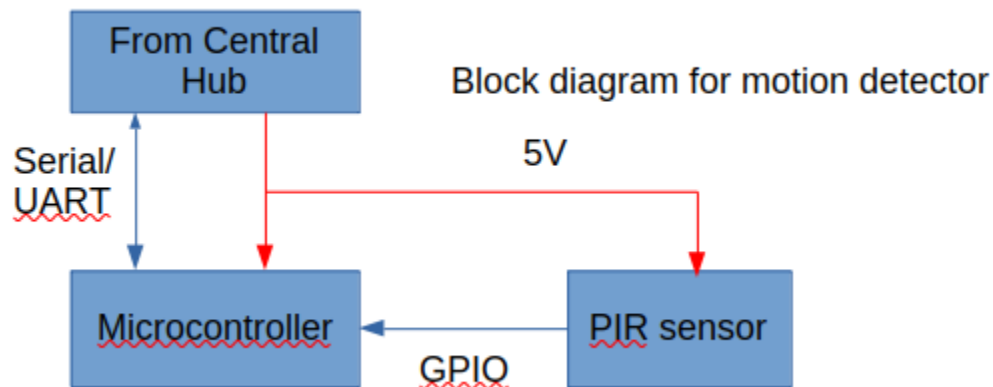 From Central
Hub
Block diagram for motion detector
Serial/
UART
5V
Microcontroller
PIR sensor
GPIO